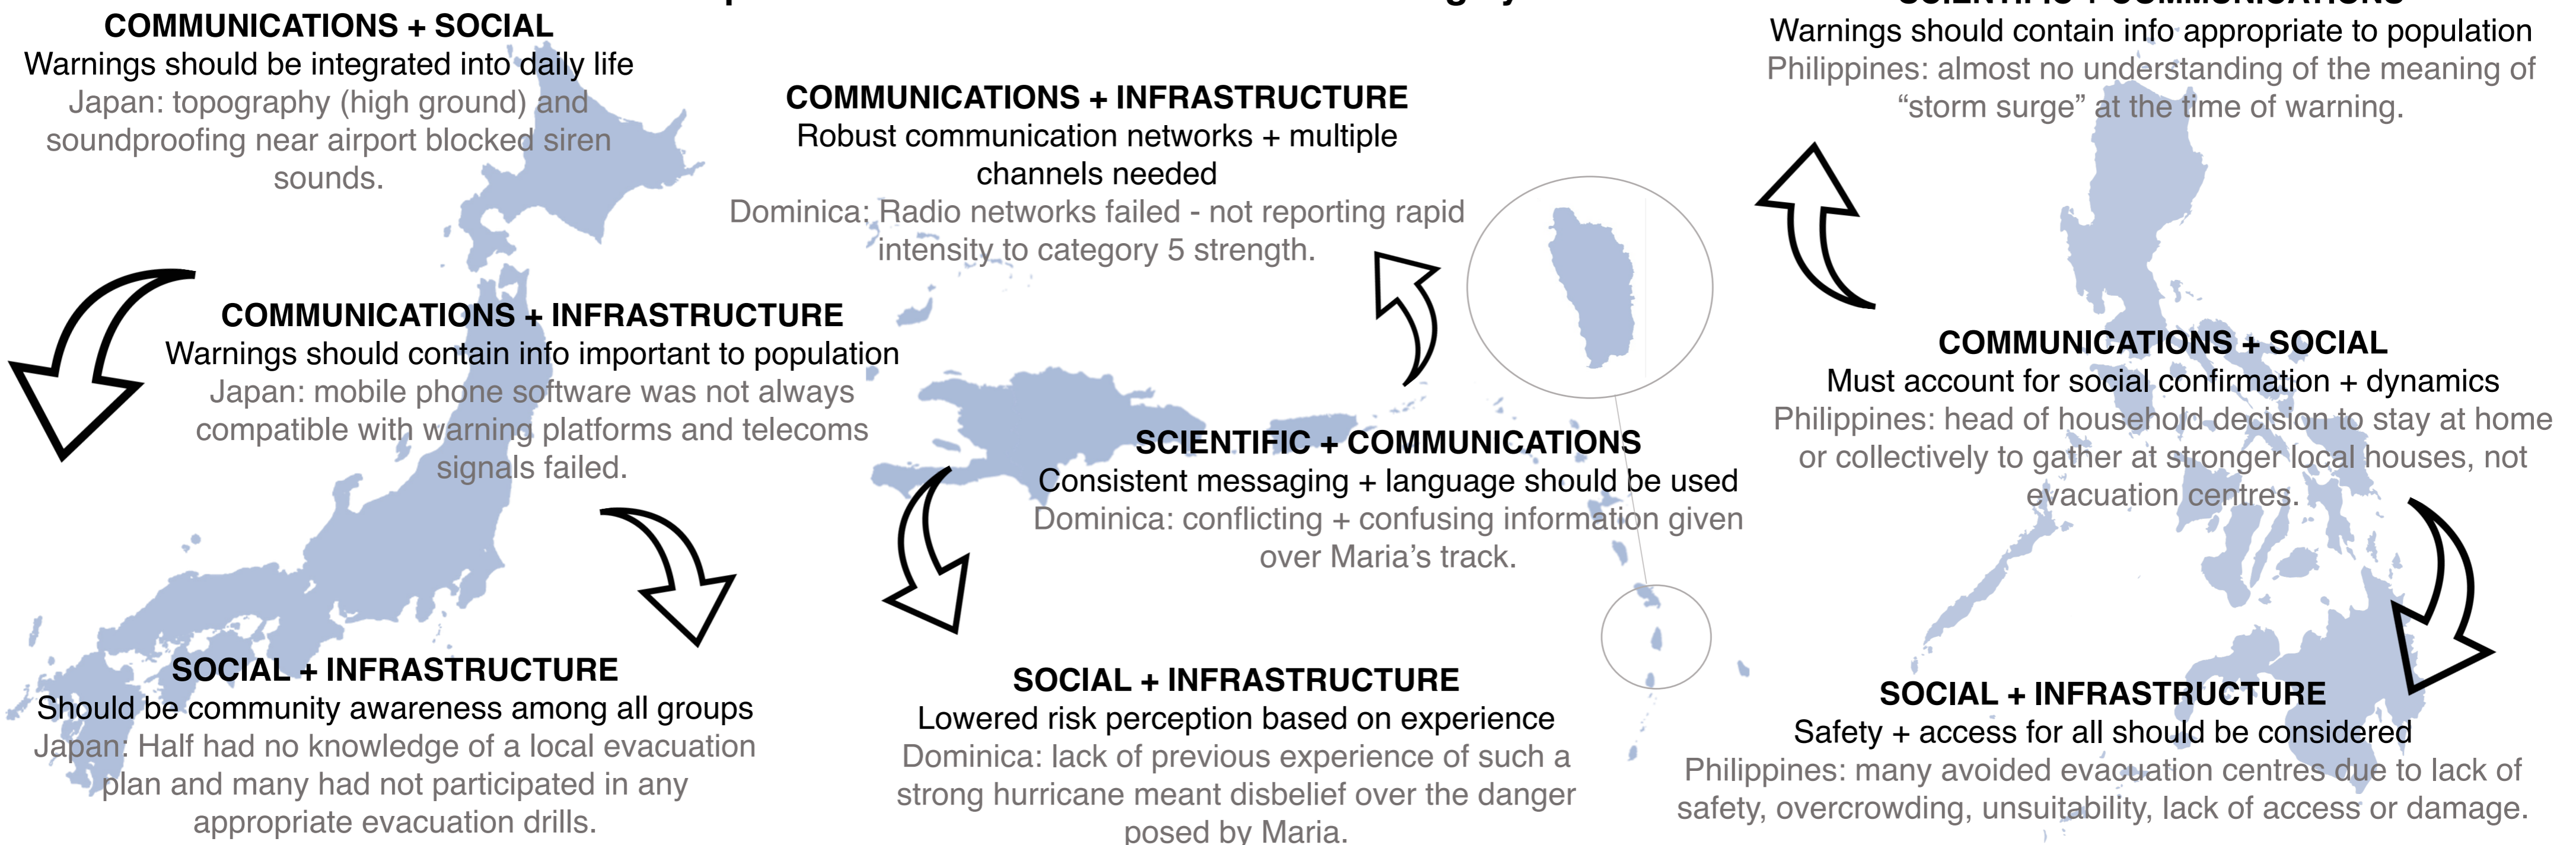 COMMUNICATIONS + SOCIAL
Warnings should be integrated into daily life
Japan: topography (high ground) and
soundproofing near airport blocked siren
sounds.
COMMUNICATIONS + INFRASTRUCTURE
Warnings should contain info important to population
Japan: mobile phone software was not always
compatible with warning platforms and telecoms
signals failed.
SOCIAL + INFRASTRUCTURE
Should be community awareness among all groups
Japan: Half had no knowledge of a local evacuation
plan and many had not participated in any
appropriate evacuation drills.
COMMUNICATIONS + INFRASTRUCTURE
Robust communication networks + multiple
channels needed
Dominica: Radio networks failed - not reporting rapid
intensity to category 5 strength.
SCIENTIFIC + COMMUNICATIONS
Consistent messaging + language should be used
Dominica: conflicting + confusing information given
over Maria's track.
SOCIAL + INFRASTRUCTURE
Lowered risk perception based on experience
Dominica: lack of previous experience of such a
strong hurricane meant disbelief over the danger
posed by Maria.
SCIENTIFIC + COMMUNICATIONS
Warnings should contain info appropriate to population
Philippines: almost no understanding of the meaning of
“storm surge” at the time of warning.
COMMUNICATIONS + SOCIAL
Must account for social confirmation + dynamics
Philippines: head of household decision to stay at home
or collectively to gather at stronger local houses, not
evacuation centres.
SOCIAL + INFRASTRUCTURE
Safety + access for all should be considered
Philippines: many avoided evacuation centres due to lack of
safety, overcrowding, unsuitability, lack of access or damage.